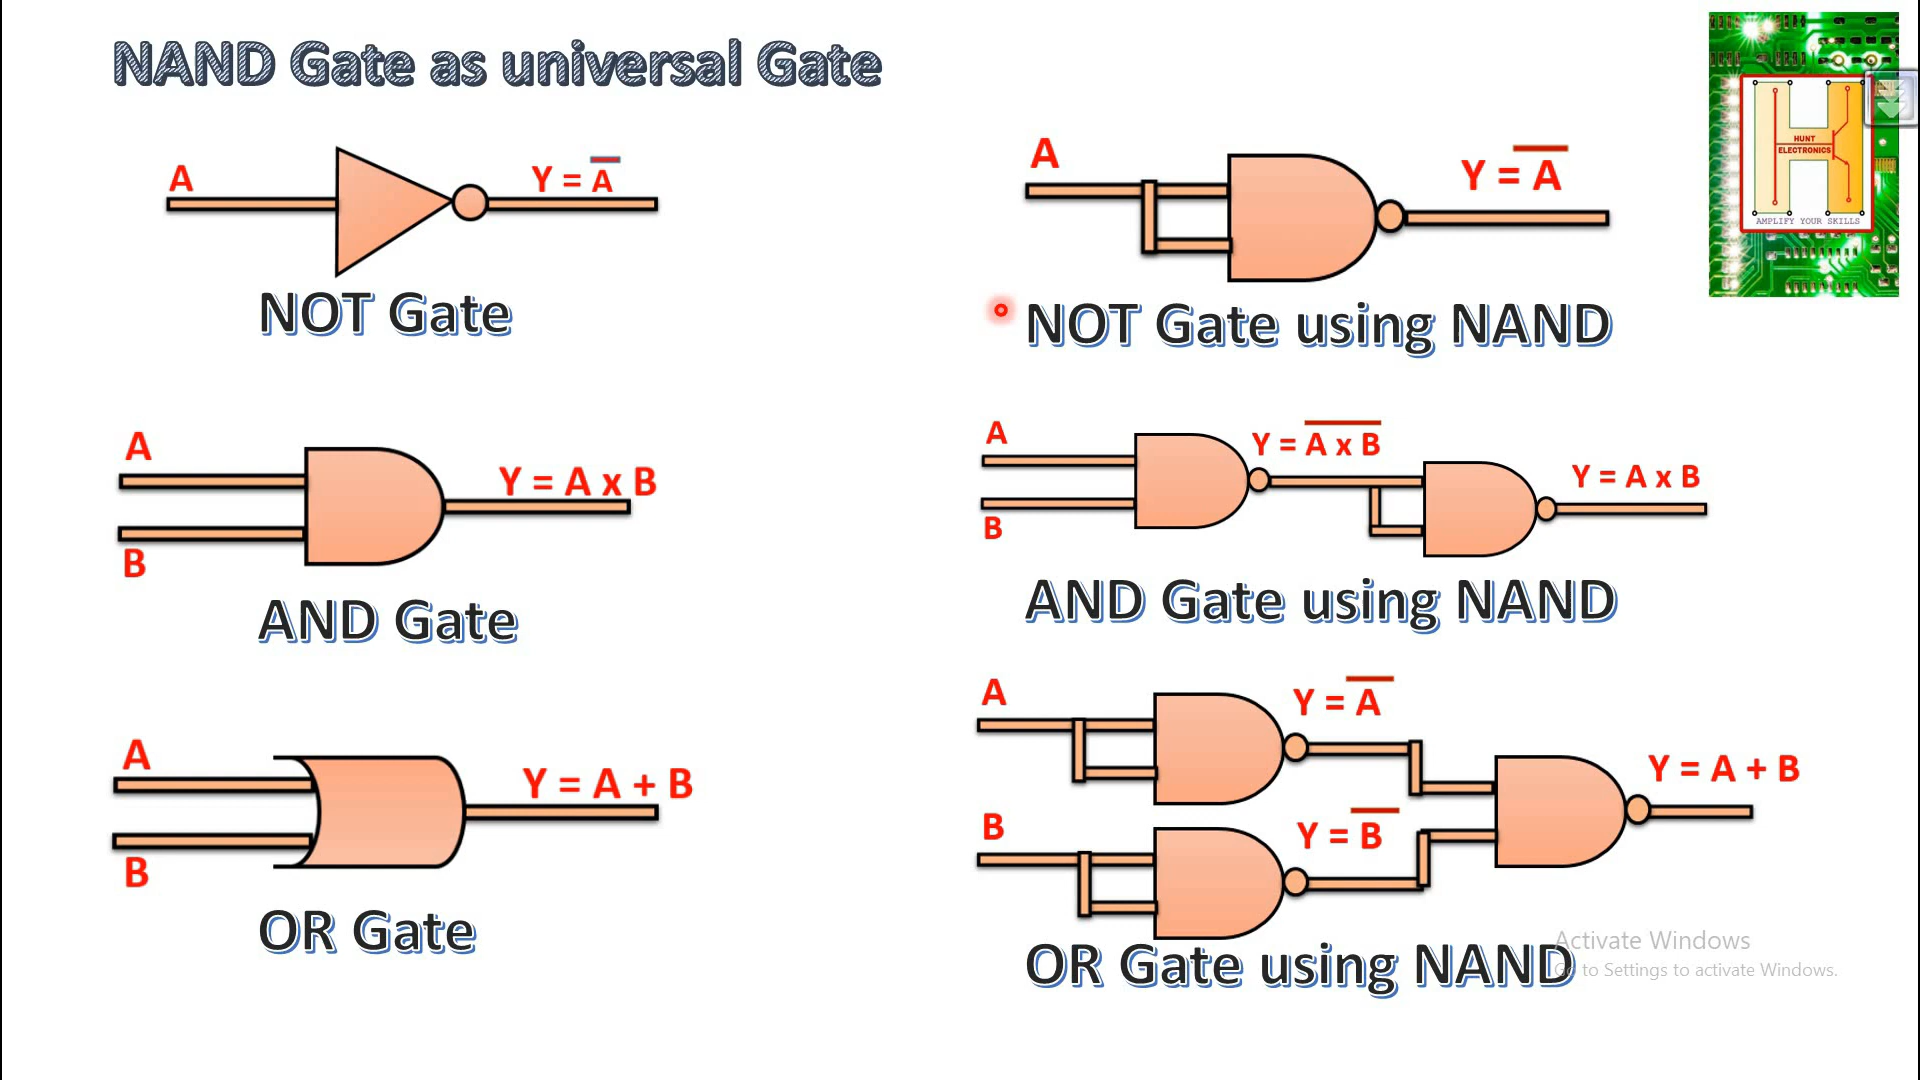 NAND Gate as universal Gate
A
Y = A̅
NOT Gate
A
Y = A̅
NOT Gate using NAND
HUNT
ELECTRONICS
AMPLIFY YOUR SKILLS
A
B
Y = A x B
AND Gate
A
B
Y = A̅ ̅x̅ ̅B̅
Y = A x B
AND Gate using NAND
A
B
Y = A + B
OR Gate
A
Y = A̅
B
Y = B̅
Y = A + B
OR Gate using NAND
Activate Windows
Go to Settings to activate Windows.